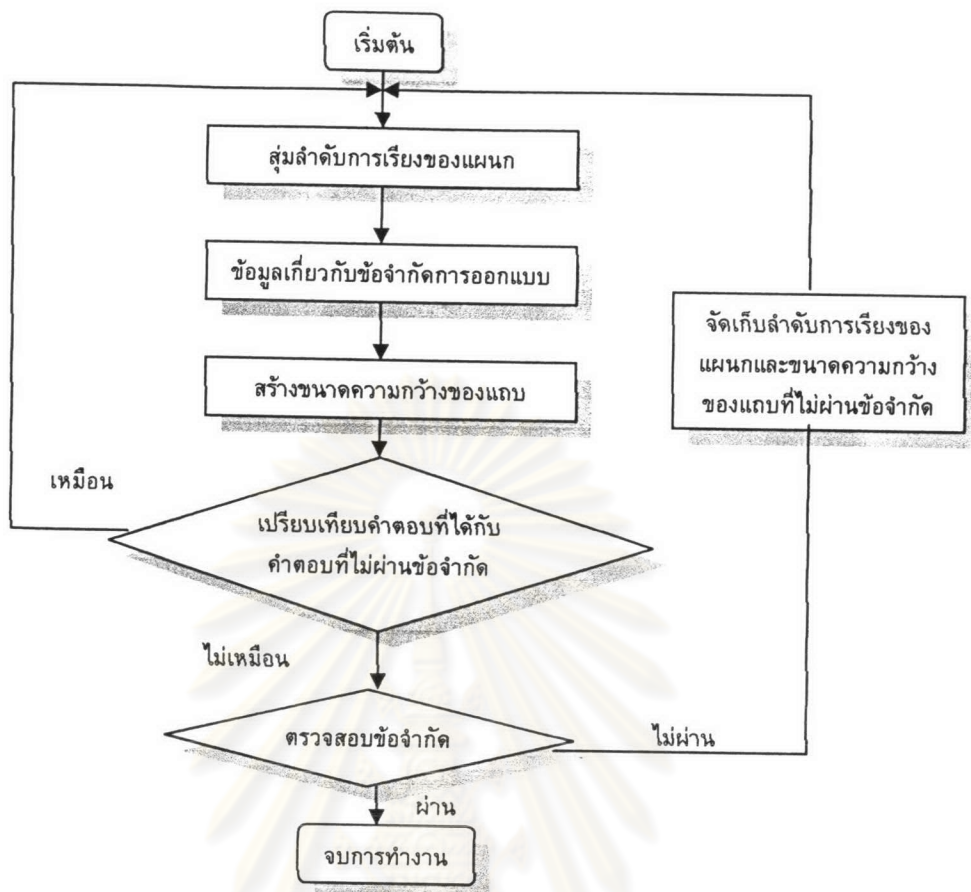 เริ่มต้น
สุ่มลำดับการเรียงของแผนก
ข้อมูลเกี่ยวกับข้อจำกัดการออกแบบ
สร้างขนาดความกว้างของแถบ
จัดเก็บลำดับการเรียงของ
แผนกและขนาดความกว้าง
ของแถบที่ไม่ผ่านข้อจำกัด
เหมือน
เปรียบเทียบคำตอบที่ได้กับ
คำตอบที่ไม่ผ่านข้อจำกัด
ไม่เหมือน
ตรวจสอบข้อจำกัด
ไม่ผ่าน
ผ่าน
จบการทำงาน